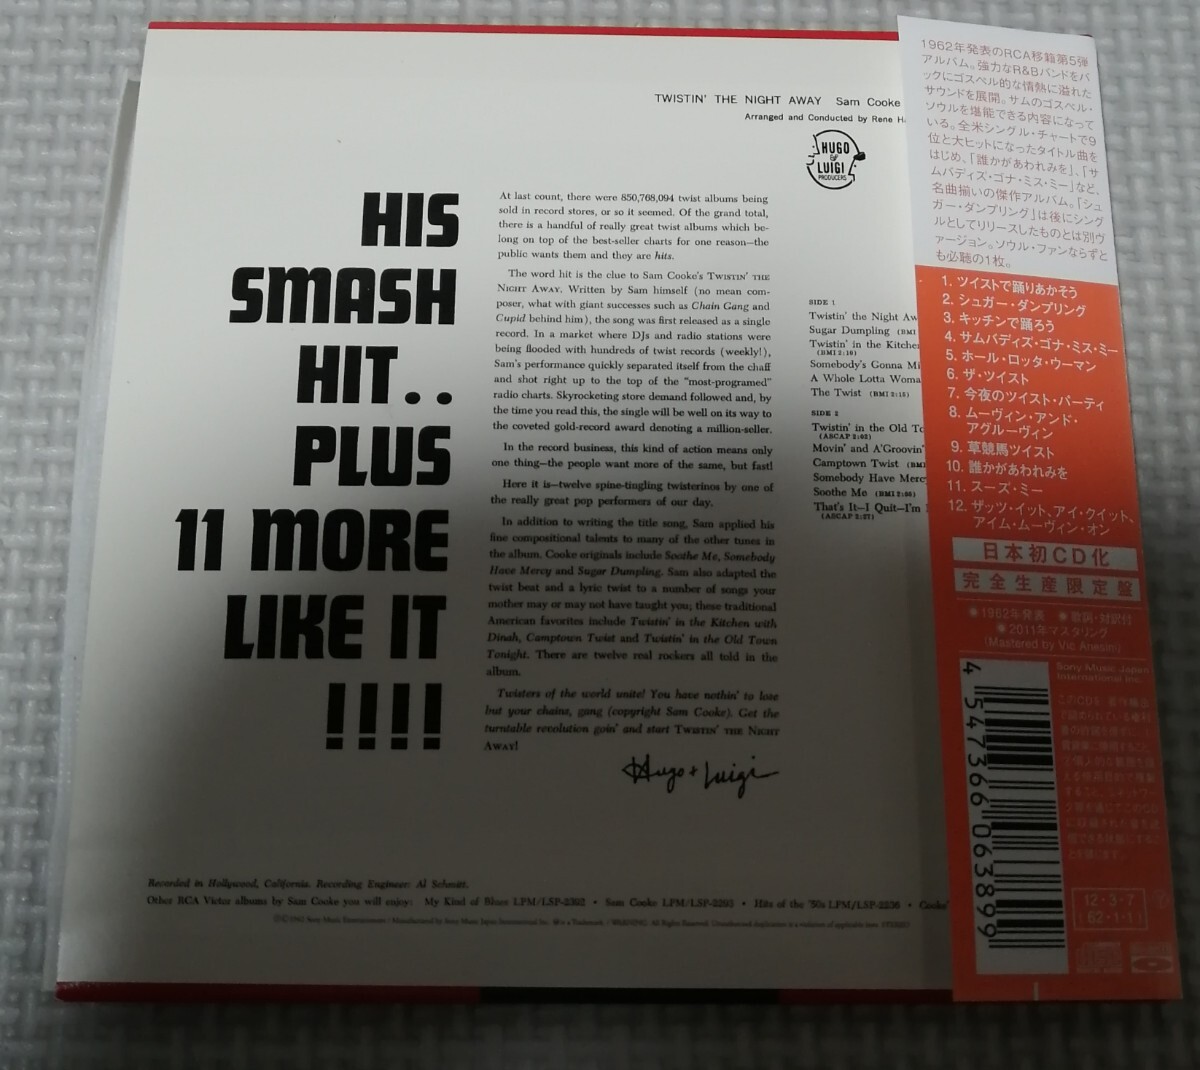 TWISTIN' THE NIGHT AWAY Sam Cooke
Arranged and Conducted by Rene
HUGO
&
LUIGI
PRODUCERS
HIS
SMASH
HIT..
PLUS
11 MORE
LIKE IT
!!!!
At last count, there were 850,768,094 twist albums being
sold in record stores, or so it seemed. Of the grand total,
there is a handful of really great twist albums which be-
long on top of the best-seller charts for one reason—the
public wants them and they are hits.
The word hit is the clue to Sam Cooke's TWISTIN' THE
NIGHT AWAY. Written by Sam himself (no mean com-
poser, what with giant successes such as Chain Gang and
Cupid behind him), the song was first released as a single
record. In a market where DJs and radio stations were
being flooded with hundreds of twist records (weekly!),
Sam's performance quickly separated itself from the chaff
and shot right up to the top of the "most-programed"
radio charts. Skyrocketing store demand followed and, by
the time you read this, the single will be well on its way to
the coveted gold-record award denoting a million-seller.
In the record business, this kind of action means only
one thing—the people want more of the same, but fast!
Here it is—twelve spine-tingling twisterinos by one of
the really great pop performers of our day.
In addition to writing the title song, Sam applied his
fine compositional talents to many of the other tunes in
the album. Cooke originals include Soothe Me, Somebody
Have Mercy and Sugar Dumpling. Sam also adapted the
twist beat and a lyric twist to a number of songs your
mother may or may not have taught you; these traditional
American favorites include Twistin' in the Kitchen with
Dinah, Camptown Twist and Twistin' in the Old Town
Tonight. There are twelve real rockers all told in the
album.
Twisters of the world unite! You have nothin' to lose
but your chains, gang (copyright Sam Cooke). Get the
turntable revolution goin' and start TWISTIN' THE NIGHT
AWAY!
Hugo + Luigi
SIDE 1
Twistin' the Night Aw
Sugar Dumpling (BMI
Twistin' in the Kitche
(BMI 2:16)
Somebody's Gonna Mi
A Whole Lotta Woma
The Twist (BMI 2:15)
SIDE 2
Twistin' in the Old To
(ASCAP 2:02)
Movin' and A'Groovin'
Camptown Twist (BMI
Somebody Have Mercy
Soothe Me (BMI 2:00)
That's It—I Quit—I'm
(ASCAP 2:27)
Recorded in Hollywood, California. Recording Engineer: Al Schmitt.
Other RCA Victor albums by Sam Cooke you will enjoy: My Kind of Blues LPM/LSP-2392 • Sam Cooke LPM/LSP-2293 • Hits of the '50s LPM/LSP-2236 • Cooke'
1962年発表のRCA移籍第5弾
アルバム。強力なR&Bバンドをバ
ックにゴスペル的な情熱に溢れた
サウンドを展開。サムのゴスペル・
ソウルを堪能できる内容になって
いる。全米シングル・チャートで9
位と大ヒットになったタイトル曲を
はじめ、「誰かがあわれみを」、「サ
ムバディズ・ゴナ・ミス・ミー」など、
名曲揃いの傑作アルバム。「シュ
ガー・ダンプリング」は後にシング
ルとしてリリースしたものとは別ヴ
ァージョン。ソウル・ファンならずと
も必聴の1枚。
1. ツイストで踊りあかそう
2. シュガー・ダンプリング
3. キッチンで踊ろう
4. サムバディズ・ゴナ・ミス・ミー
5. ホール・ロッタ・ウーマン
6. ザ・ツイスト
7. 今夜のツイスト・パーティ
8. ムーヴィン・アンド・
アグルーヴィン
9. 草競馬ツイスト
10. 誰かがあわれみを
11. スーズ・ミー
12. ザッツ・イット、アイ・クイット、
アイム・ムーヴィン・オン
日本初CD化
完全生産限定盤
●1962年発表 ●歌詞・対訳付
●2011年マスタリング
(Mastered by Vic Anesini)
Sony Music Japan
International Inc.
4 547366 063899
12・3・7
(62・1・1)